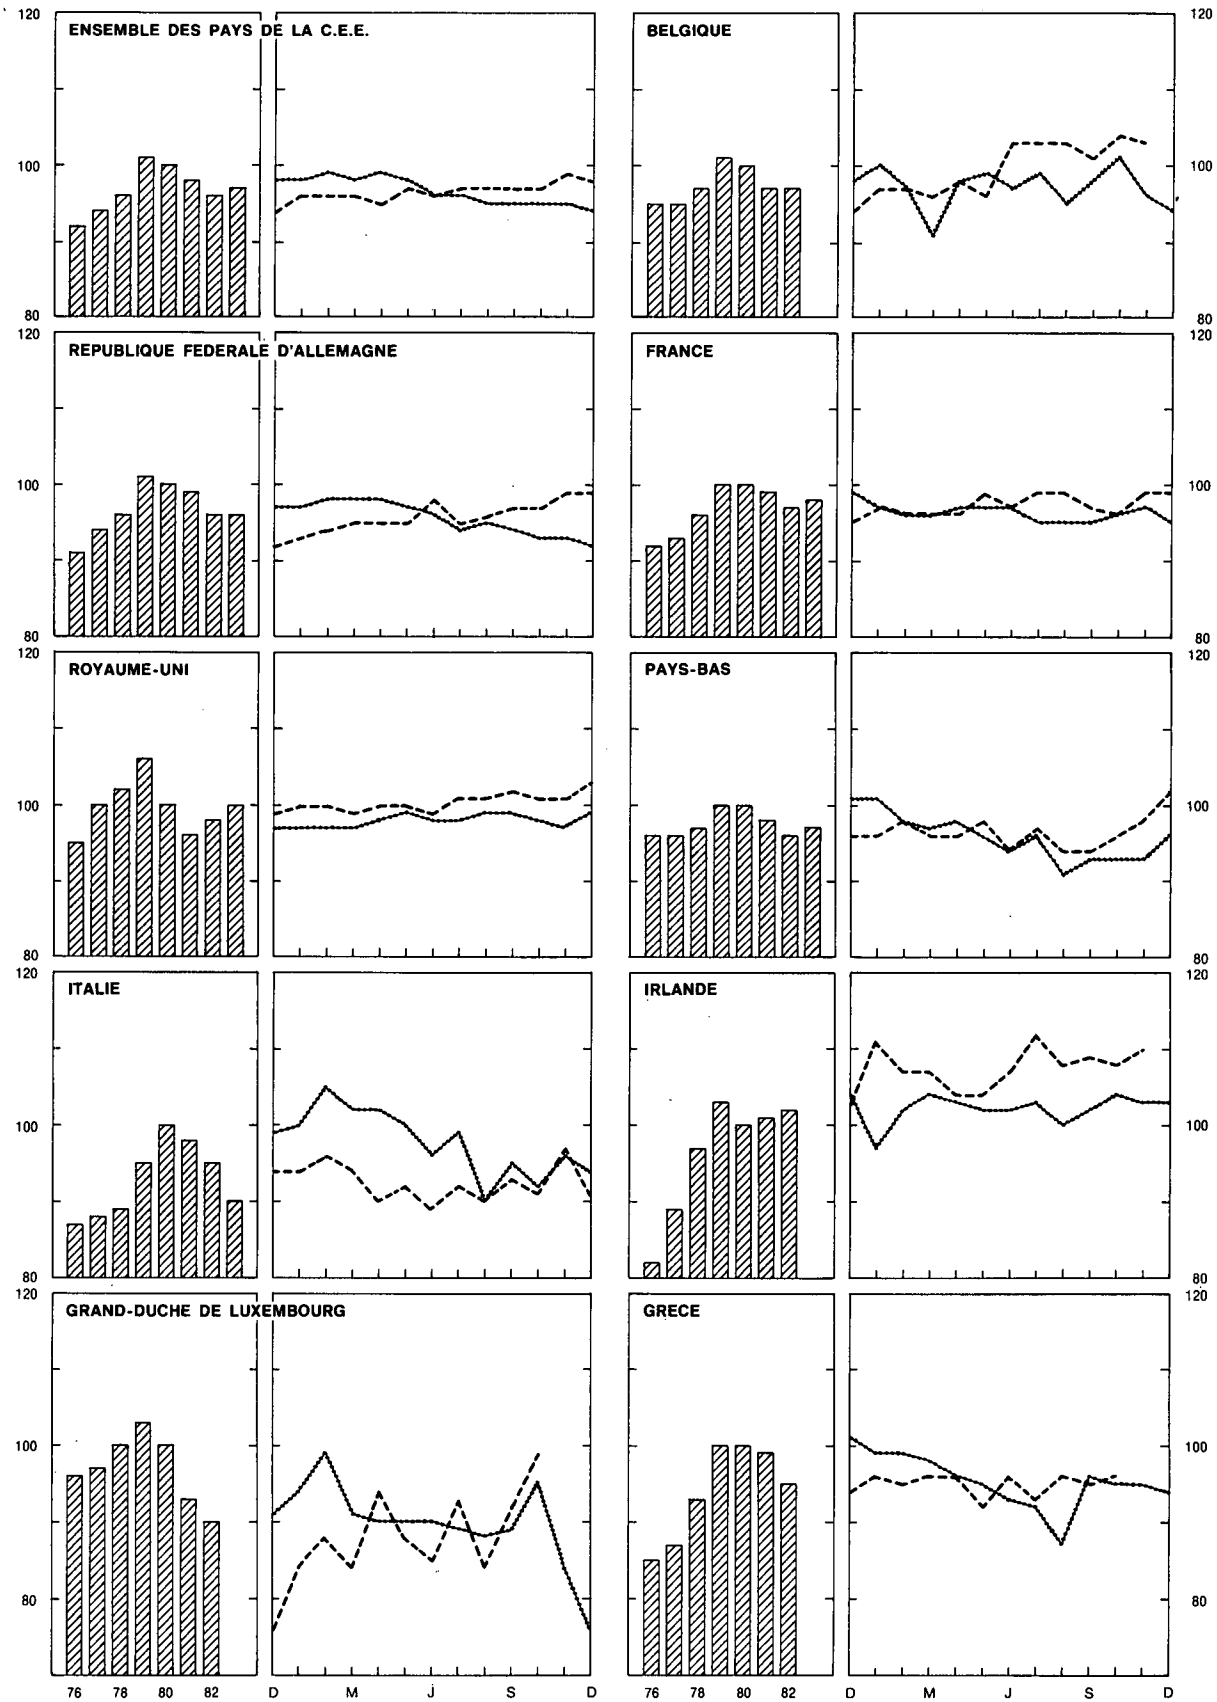 120 ENSEMBLE DES PAYS DE LA C.E.E. BELGIQUE 120
100 100
80 80
120 REPUBLIQUE FEDERALE D'ALLEMAGNE FRANCE 120
100 100
80 80
120 ROYAUME-UNI PAYS-BAS 120
100 100
80 80
120 ITALIE IRLANDE 120
100 100
80 80
120 GRAND-DUCHE DE LUXEMBOURG GRECE 120
100 100
80 80
76 78 80 82 D M J S D 76 78 80 82 D M J S D